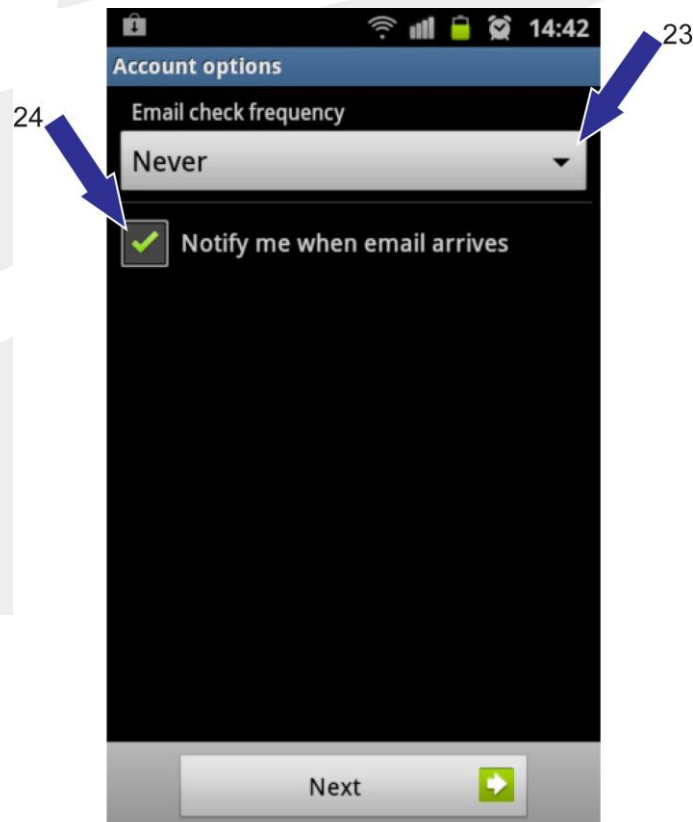 14:42
23
Account options
24
Email check frequency
Never
Notify me when email arrives
Next